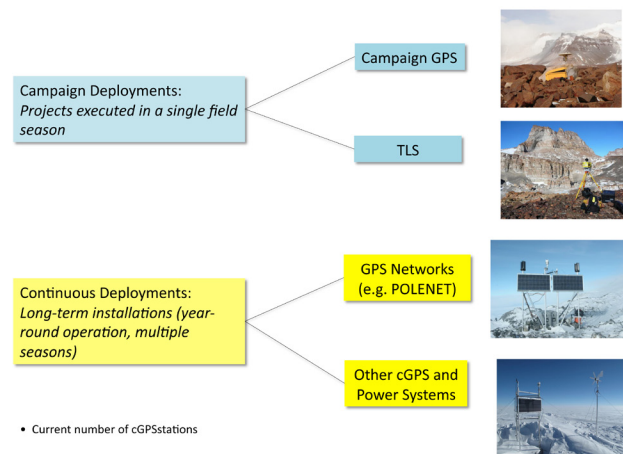 Campaign Deployments:
Projects executed in a single field
season
Campaign GPS
TLS
Continuous Deployments:
Long-term installations (year-
round operation, multiple
seasons)
GPS Networks
(e.g. POLENET)
Other cGPS and
Power Systems
• Current number of cGPSstations